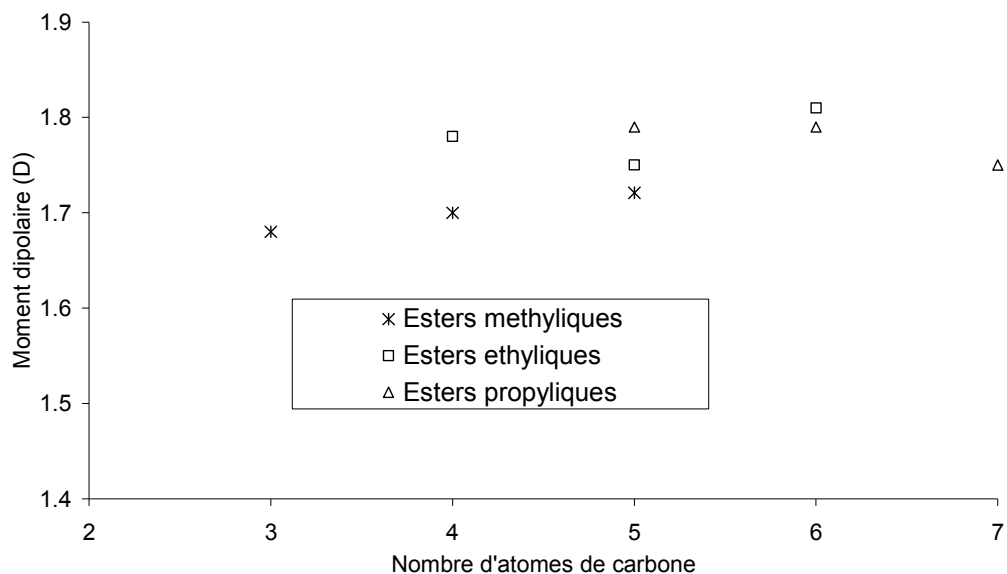 1.9
1.8
1.7
1.6
1.5
1.4
Moment dipolaire (D)
Esters methyliques
Esters ethyliques
Esters propyliques
2 3 4 5 6 7
Nombre d'atomes de carbone